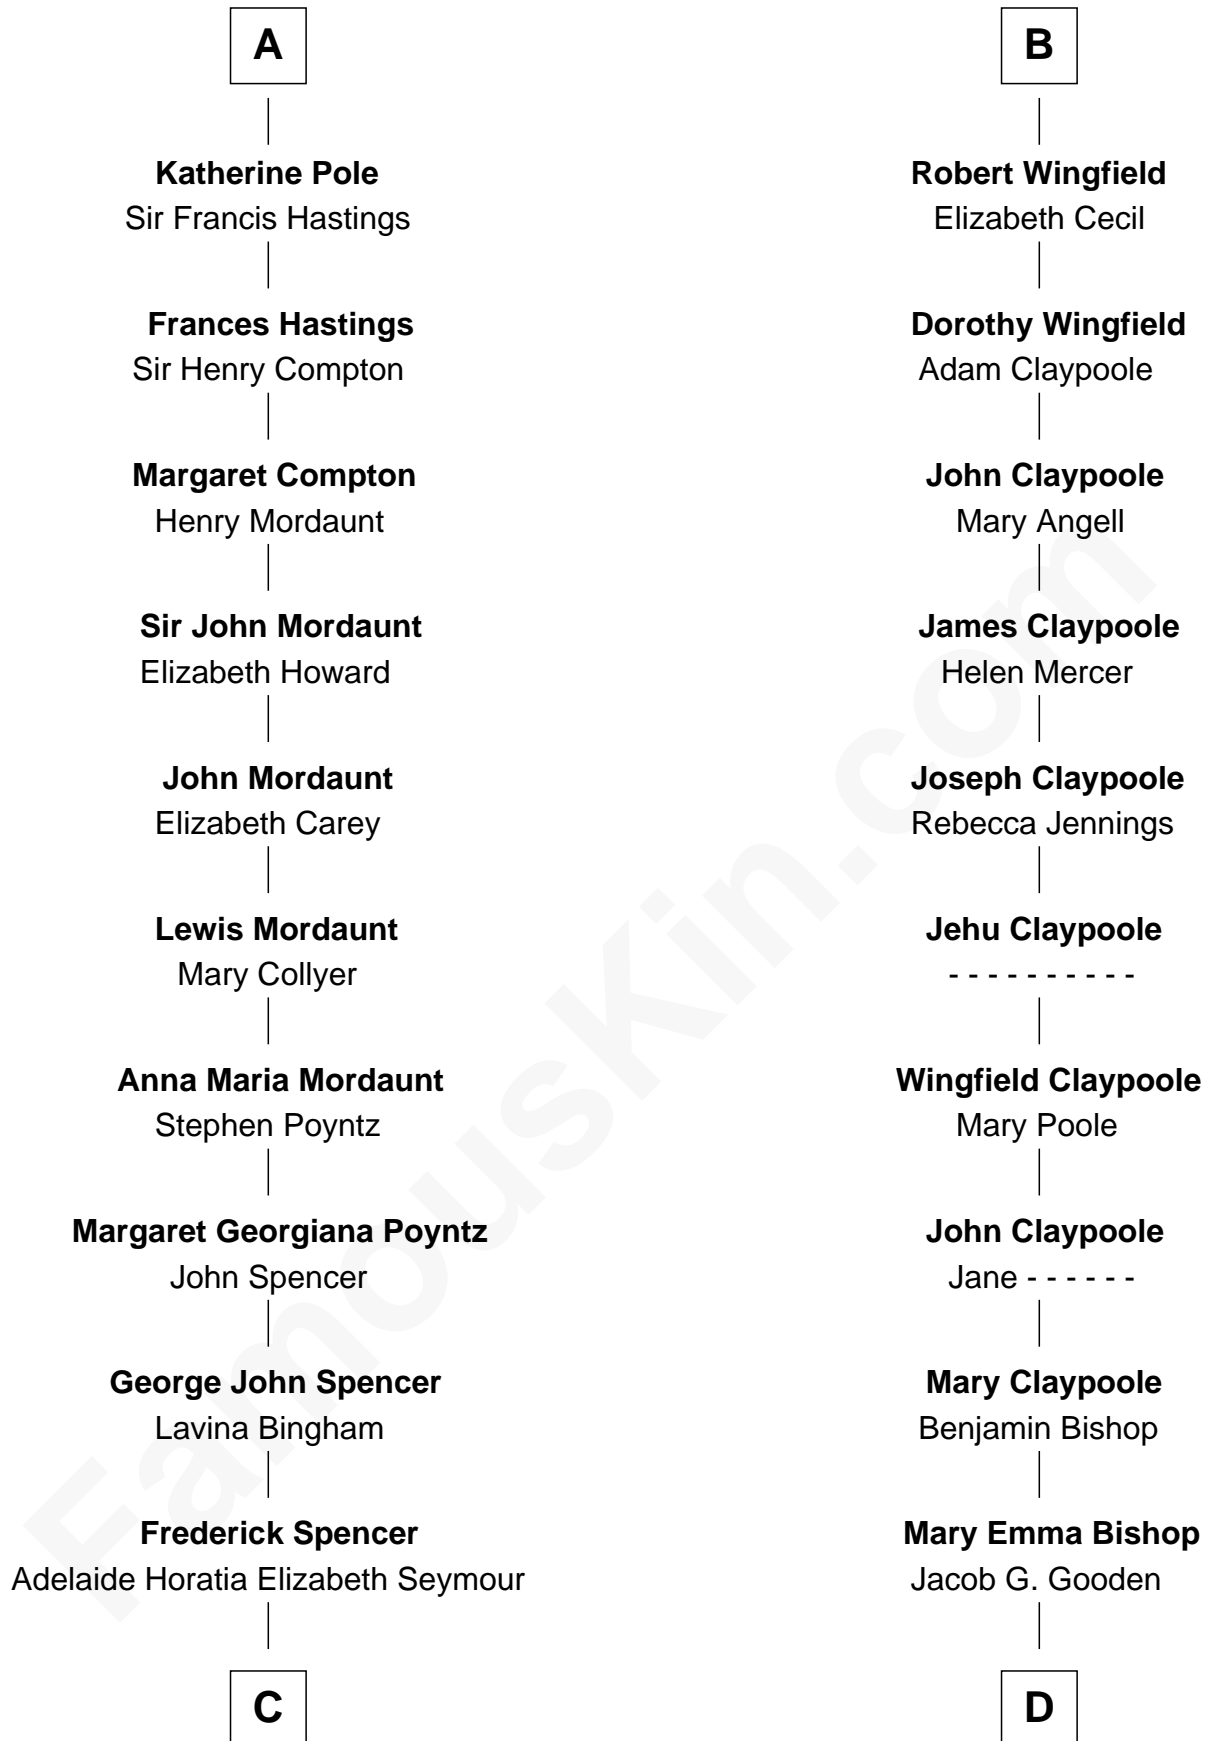 A
Katherine Pole
Sir Francis Hastings
Frances Hastings
Sir Henry Compton
Margaret Compton
Henry Mordaunt
Sir John Mordaunt
Elizabeth Howard
John Mordaunt
Elizabeth Carey
Lewis Mordaunt
Mary Collyer
Anna Maria Mordaunt
Stephen Poyntz
Margaret Georgiana Poyntz
John Spencer
George John Spencer
Lavina Bingham
Frederick Spencer
Adelaide Horatia Elizabeth Seymour
C
B
Robert Wingfield
Elizabeth Cecil
Dorothy Wingfield
Adam Claypoole
John Claypoole
Mary Angell
James Claypoole
Helen Mercer
Joseph Claypoole
Rebecca Jennings
Jehu Claypoole
- - - - - - - - - -
Wingfield Claypoole
Mary Poole
John Claypoole
Jane - - - - - -
Mary Claypoole
Benjamin Bishop
Mary Emma Bishop
Jacob G. Gooden
D
FamousKin.com